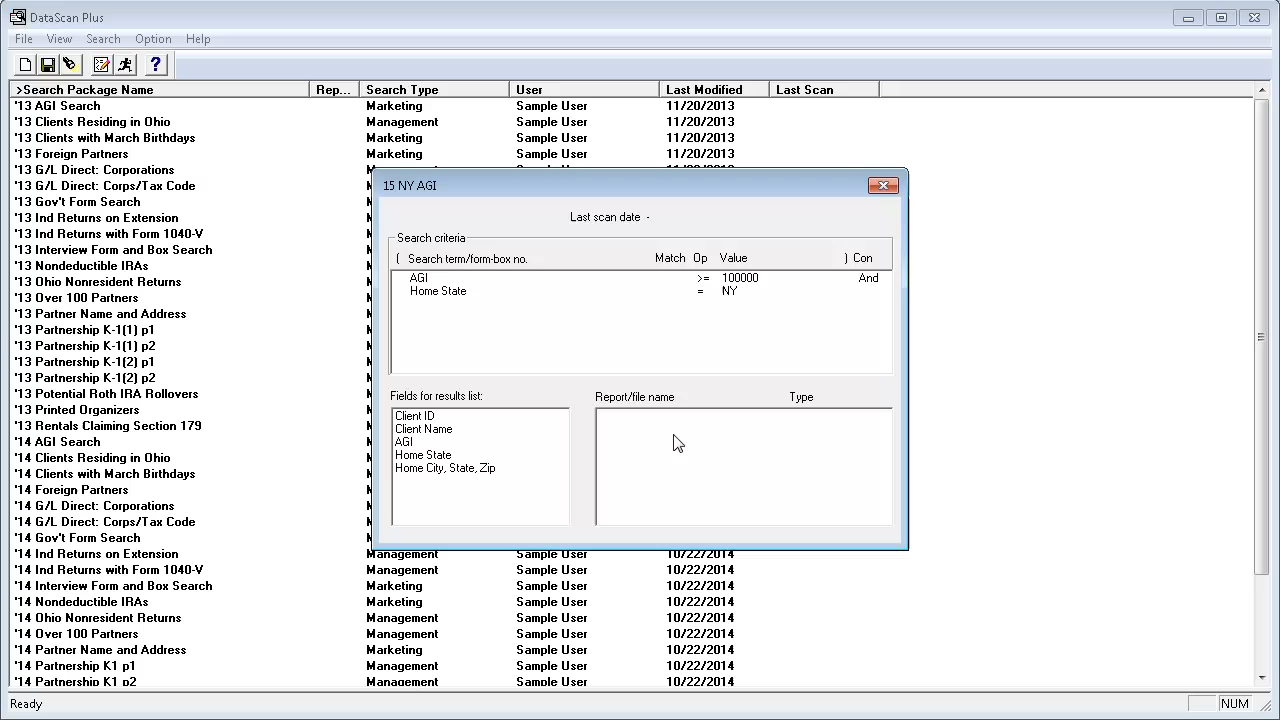 DataScan Plus
File View Search Option Help
>Search Package Name Rep... Search Type User Last Modified Last Scan
'13 AGI Search Marketing Sample User 11/20/2013
'13 Clients Residing in Ohio Management Sample User 11/20/2013
'13 Clients with March Birthdays Marketing Sample User 11/20/2013
'13 Foreign Partners Marketing Sample User 11/20/2013
'13 G/L Direct: Corporations
'13 G/L Direct: Corps/Tax Code
'13 Gov't Form Search
'13 Ind Returns on Extension
'13 Ind Returns with Form 1040-V
'13 Interview Form and Box Search
'13 Nondeductible IRAs
'13 Ohio Nonresident Returns
'13 Over 100 Partners
'13 Partner Name and Address
'13 Partnership K-1(1) p1
'13 Partnership K-1(1) p2
'13 Partnership K-1(2) p1
'13 Partnership K-1(2) p2
'13 Potential Roth IRA Rollovers
'13 Printed Organizers
'13 Rentals Claiming Section 179
'14 AGI Search
'14 Clients Residing in Ohio
'14 Clients with March Birthdays
'14 Foreign Partners
'14 G/L Direct: Corporations
'14 G/L Direct: Corps/Tax Code
'14 Gov't Form Search
'14 Ind Returns on Extension Management Sample User 10/22/2014
'14 Ind Returns with Form 1040-V Management Sample User 10/22/2014
'14 Interview Form and Box Search Marketing Sample User 10/22/2014
'14 Nondeductible IRAs Marketing Sample User 10/22/2014
'14 Ohio Nonresident Returns Management Sample User 10/22/2014
'14 Over 100 Partners Management Sample User 10/22/2014
'14 Partner Name and Address Marketing Sample User 10/22/2014
'14 Partnership K1 p1 Management Sample User 10/22/2014
'14 Partnership K1 p2 Management Sample User 10/22/2014
15 NY AGI
Last scan date -
Search criteria
( Search term/form-box no. Match Op Value ) Con
AGI >= 100000 And
Home State = NY
Fields for results list: Report/file name Type
Client ID
Client Name
AGI
Home State
Home City, State, Zip
Ready NUM